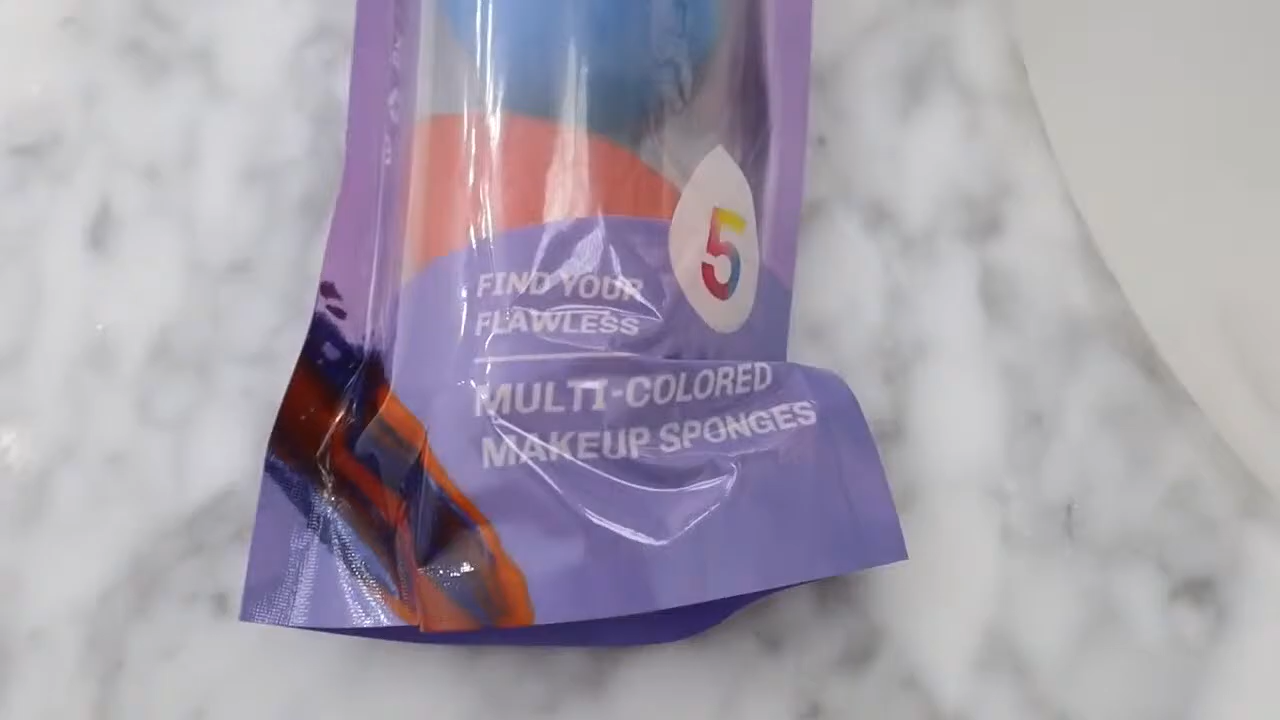 5
FIND YOUR
FLAWLESS
MULTI-COLORED
MAKEUP SPONGES